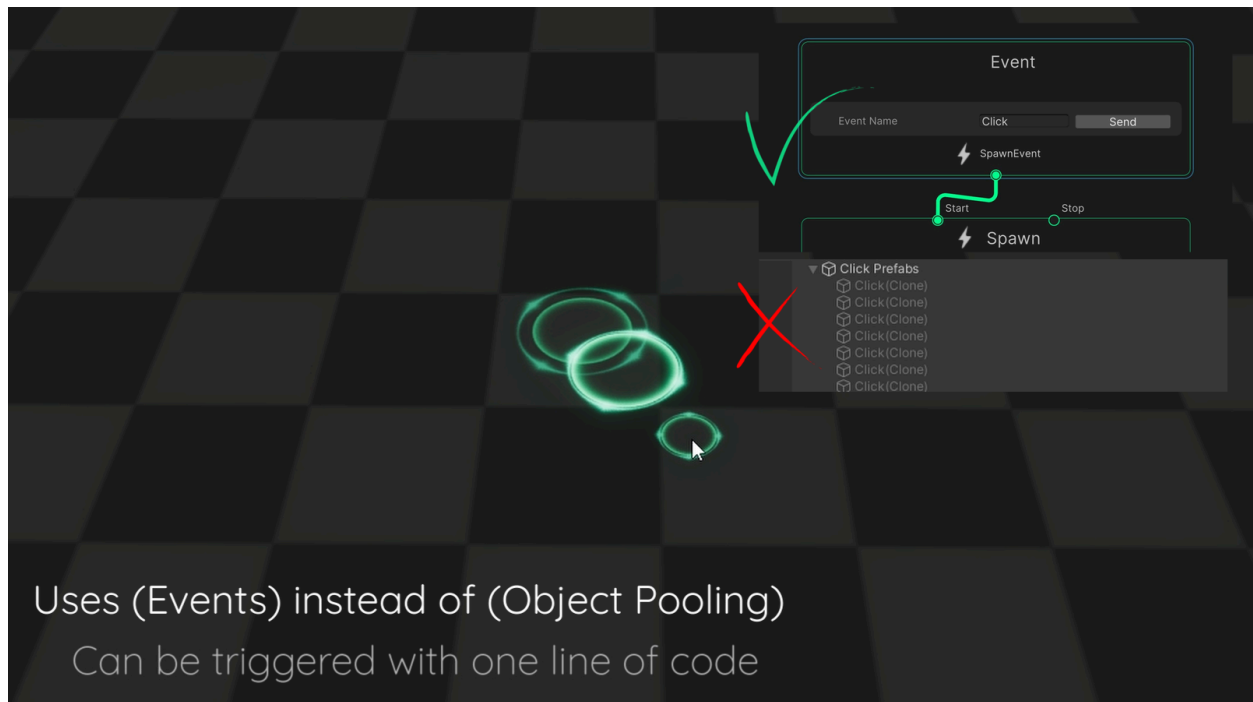 Event
Event Name Click Send
SpawnEvent
Start Stop
Spawn
Click Prefabs
Click(Clone)
Click(Clone)
Click(Clone)
Click(Clone)
Click(Clone)
Click(Clone)
Click(Clone)
Uses (Events) instead of (Object Pooling)
Can be triggered with one line of code